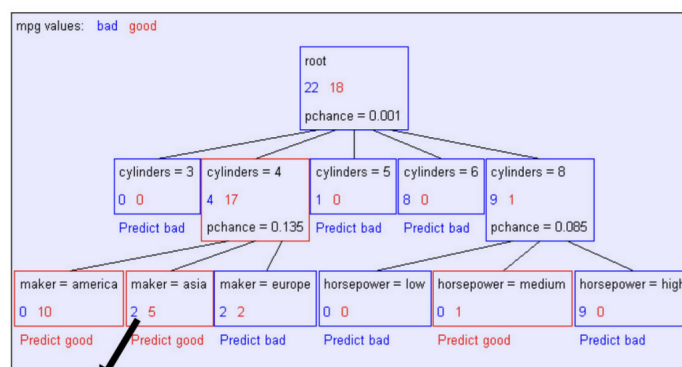 mpg values: bad good
root
22 18
pchance = 0.001
cylinders = 3 cylinders = 4 cylinders = 5 cylinders = 6 cylinders = 8
0 0 4 17 1 0 8 0 9 1
Predict bad pchance = 0.135 Predict bad Predict bad pchance = 0.085
maker = america maker = asia maker = europe horsepower = low horsepower = medium horsepower = high
0 10 2 5 2 2 0 0 0 1 9 0
Predict good Predict good Predict bad Predict bad Predict good Predict bad